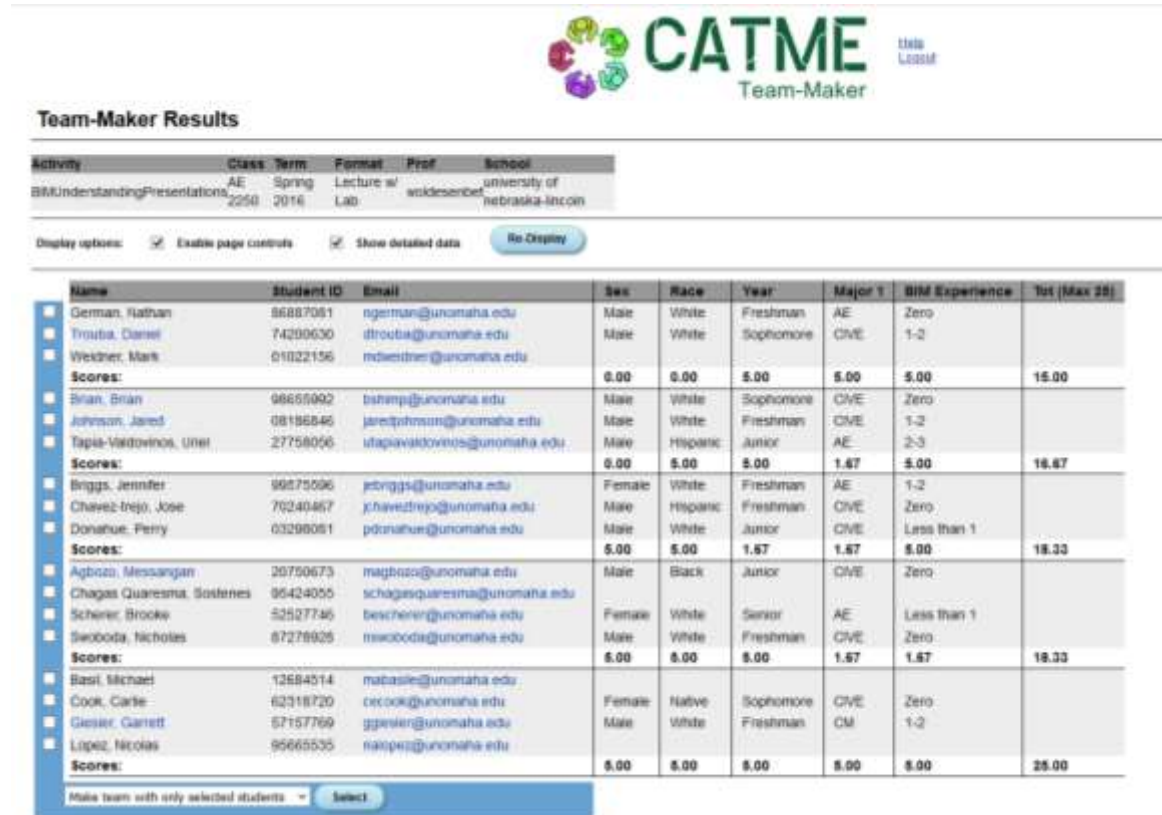 CATME
Team-Maker
Help
Logout
Team-Maker Results
Activity Class Term Format Prof School
BIMUnderstandingPresentations AE 2250 Spring 2016 Lecture w/ Lab woldesenbet university of nebraska-lincoln
Display options: Enable page controls Show detailed data Re-Display
Name Student ID Email Sex Race Year Major 1 BIM Experience Tot (Max 25)
German, Nathan 86887081 ngerman@unomaha.edu Male White Freshman AE Zero
Trouba, Daniel 74200630 dtrouba@unomaha.edu Male White Sophomore CIVE 1-2
Weidner, Mark 01022156 mdweidner@unomaha.edu
Scores: 0.00 0.00 5.00 5.00 5.00 15.00
Brian, Brian 98655992 Male White Sophomore CIVE Zero
Johnson, Jared 08186846 jaredjohnson@unomaha.edu Male White Freshman CIVE 1-2
Tapia-Valdovinos, Uriel 27758056 utapiavaldovinos@unomaha.edu Male Hispanic Junior AE 2-3
Scores: 0.00 5.00 5.00 1.67 5.00 16.67
Briggs, Jennifer 99575596 jebriggs@unomaha.edu Female White Freshman AE 1-2
Chavez-trejo, Jose 70240467 jchaveztrejo@unomaha.edu Male Hispanic Freshman CIVE Zero
Donahue, Perry 03298081 pdonahue@unomaha.edu Male White Junior CIVE Less than 1
Scores: 5.00 5.00 1.67 1.67 5.00 18.33
Agbozo, Messangan 20750673 magbozo@unomaha.edu Male Black Junior CIVE Zero
Chagas Quaresma, Sostenes 95424055 schagasquaresma@unomaha.edu
Scherer, Brooke 52527746 bescherer@unomaha.edu Female White Senior AE Less than 1
Swoboda, Nicholas 87278928 Male White Freshman CIVE Zero
Scores: 5.00 5.00 5.00 1.67 1.67 18.33
Basil, Michael 12684514 mabasile@unomaha.edu
Cook, Carlie 62318720 cecook@unomaha.edu Female Native Sophomore CIVE Zero
Giesler, Garrett 57157769 ggiesler@unomaha.edu Male White Freshman CM 1-2
Lopez, Nicolas 95665535 nalopez@unomaha.edu
Scores: 5.00 5.00 5.00 5.00 5.00 25.00
Make team with only selected students Select